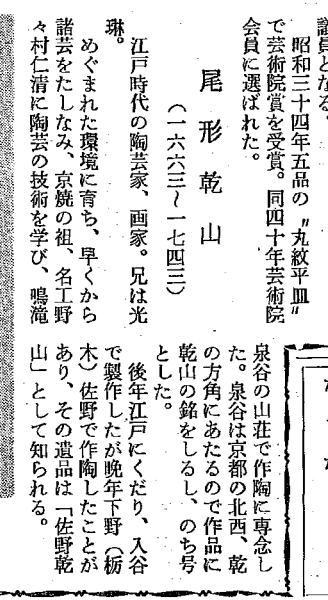 議員となる。
昭和三十四年五品の〝丸紋平皿〟
で芸術院賞を受賞。同四十年芸術院
会員に選ばれた。
尾形乾山
（一六六三～一七四三）
江戸時代の陶芸家、画家。兄は光
琳。
めぐまれた環境に育ち、早くから
諸芸をたしなみ、京焼の祖、名工野
々村仁清に陶芸の技術を学び、鳴滝
泉谷の山荘で作陶に専念し
た。泉谷は京都の北西、乾
の方角にあたるので作品に
乾山の銘をしるし、のち号
とした。
後年江戸にくだり、入谷
で製作したが晩年下野（栃
木）佐野で作陶したことが
あり、その遺品は「佐野乾
山」として知られる。